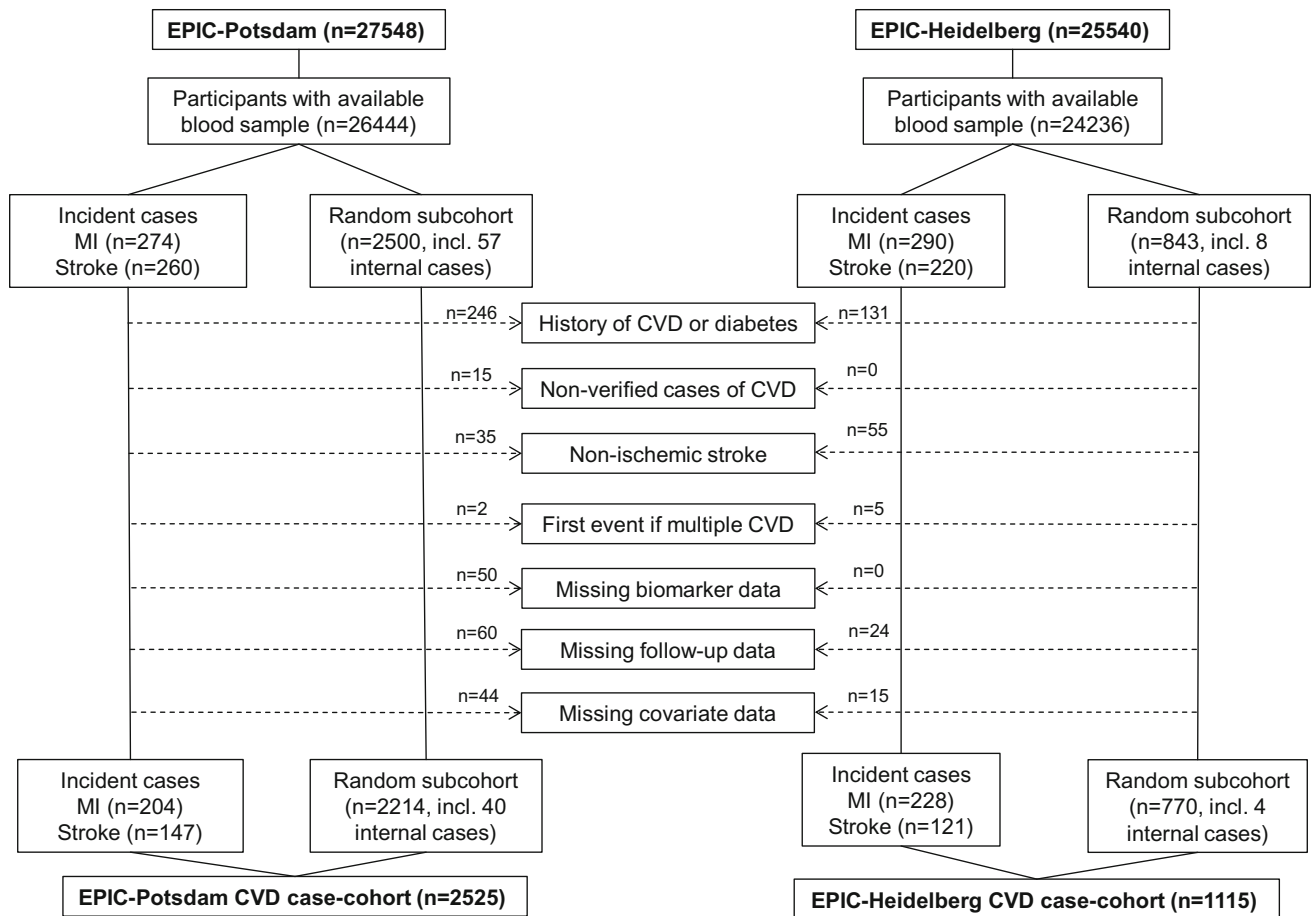 EPIC-Potsdam (n=27548)
EPIC-Heidelberg (n=25540)
Participants with available
blood sample (n=26444)
Participants with available
blood sample (n=24236)
Incident cases
MI (n=274)
Stroke (n=260)
Random subcohort
(n=2500, incl. 57
internal cases)
Incident cases
MI (n=290)
Stroke (n=220)
Random subcohort
(n=843, incl. 8
internal cases)
n=246
History of CVD or diabetes
n=131
n=15
Non-verified cases of CVD
n=0
n=35
Non-ischemic stroke
n=55
n=2
First event if multiple CVD
n=5
n=50
Missing biomarker data
n=0
n=60
Missing follow-up data
n=24
n=44
Missing covariate data
n=15
Incident cases
MI (n=204)
Stroke (n=147)
Random subcohort
(n=2214, incl. 40
internal cases)
Incident cases
MI (n=228)
Stroke (n=121)
Random subcohort
(n=770, incl. 4
internal cases)
EPIC-Potsdam CVD case-cohort (n=2525)
EPIC-Heidelberg CVD case-cohort (n=1115)